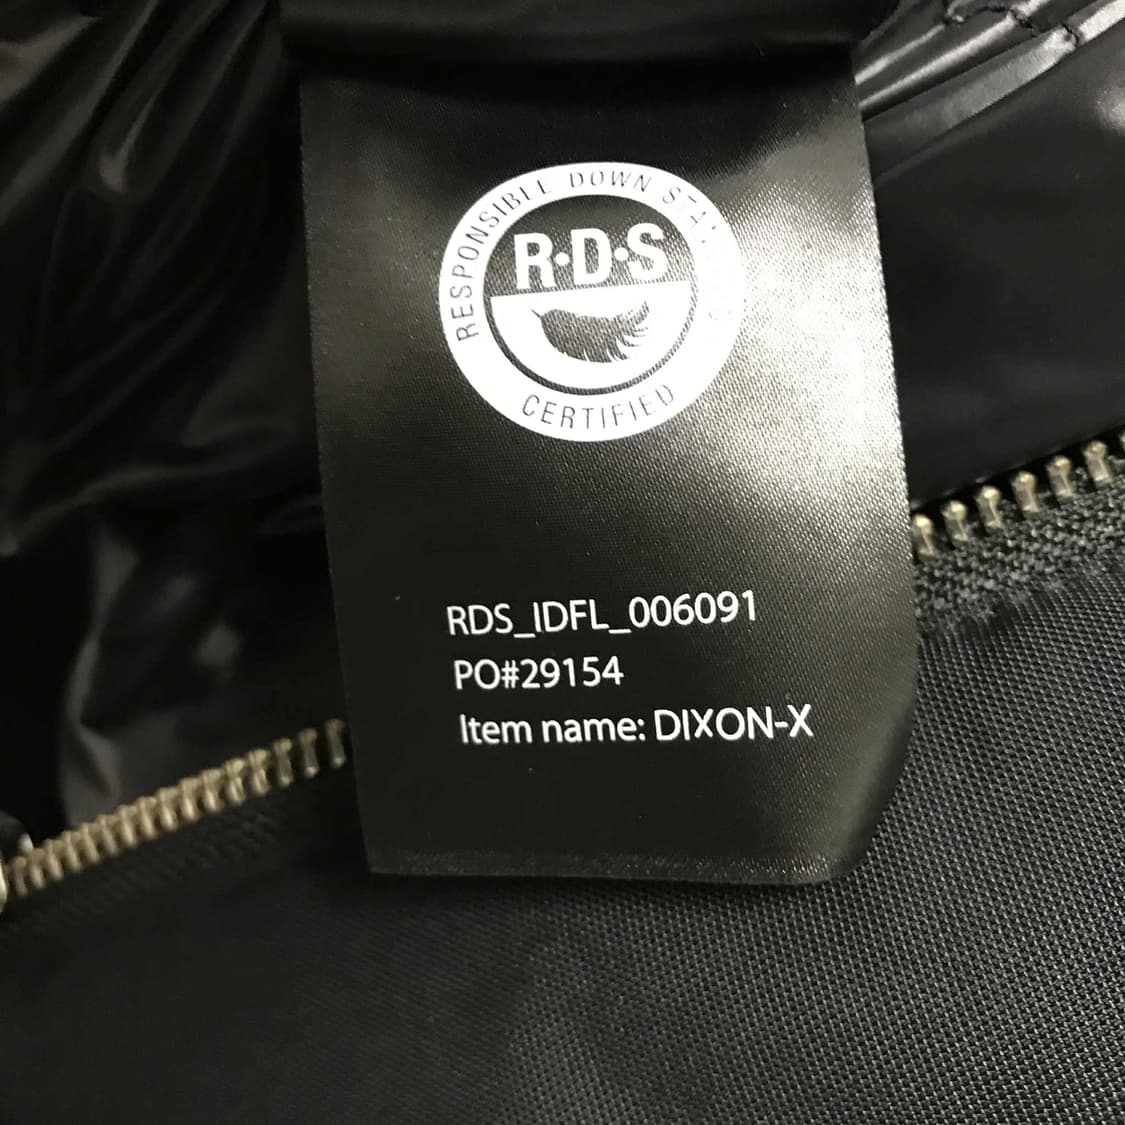 RESPONSIBLE DOWN
R·D·S
CERTIFIED
RDS_IDFL_006091
PO#29154
Item name: DIXON-X